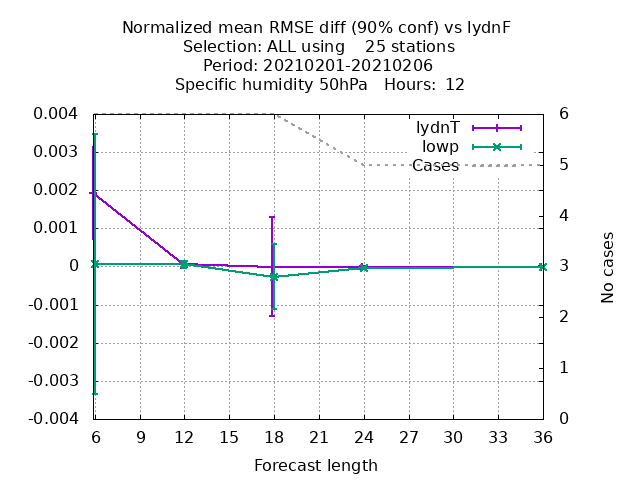 Normalized mean RMSE diff (90% conf) vs lydnF
Selection: ALL using    25 stations
Period: 20210201-20210206
Specific humidity 50hPa   Hours:  12
0.004
0.003
0.002
0.001
0
-0.001
-0.002
-0.003
-0.004
lydnT
lowp
Cases
6
5
4
3
2
1
0
No cases
6 9 12 15 18 21 24 27 30 33 36
Forecast length